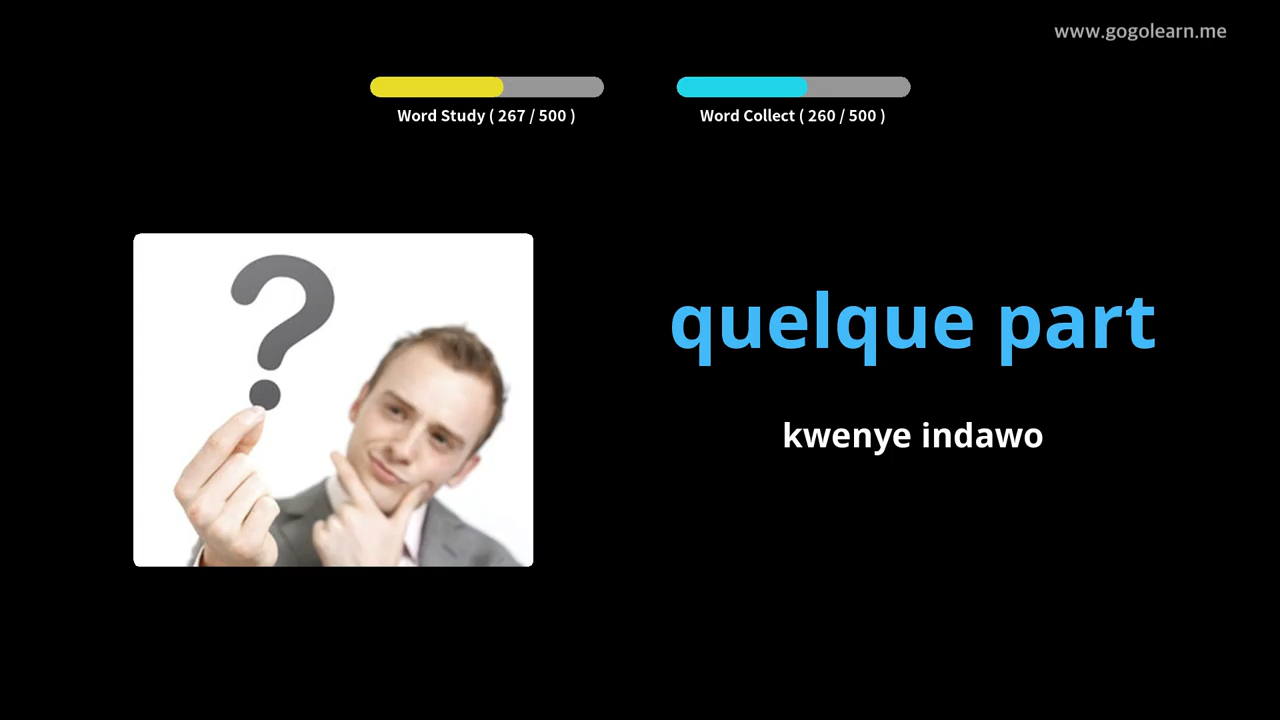 www.gogolearn.me
Word Study ( 267 / 500 )
Word Collect ( 260 / 500 )
?
quelque part
kwenye indawo